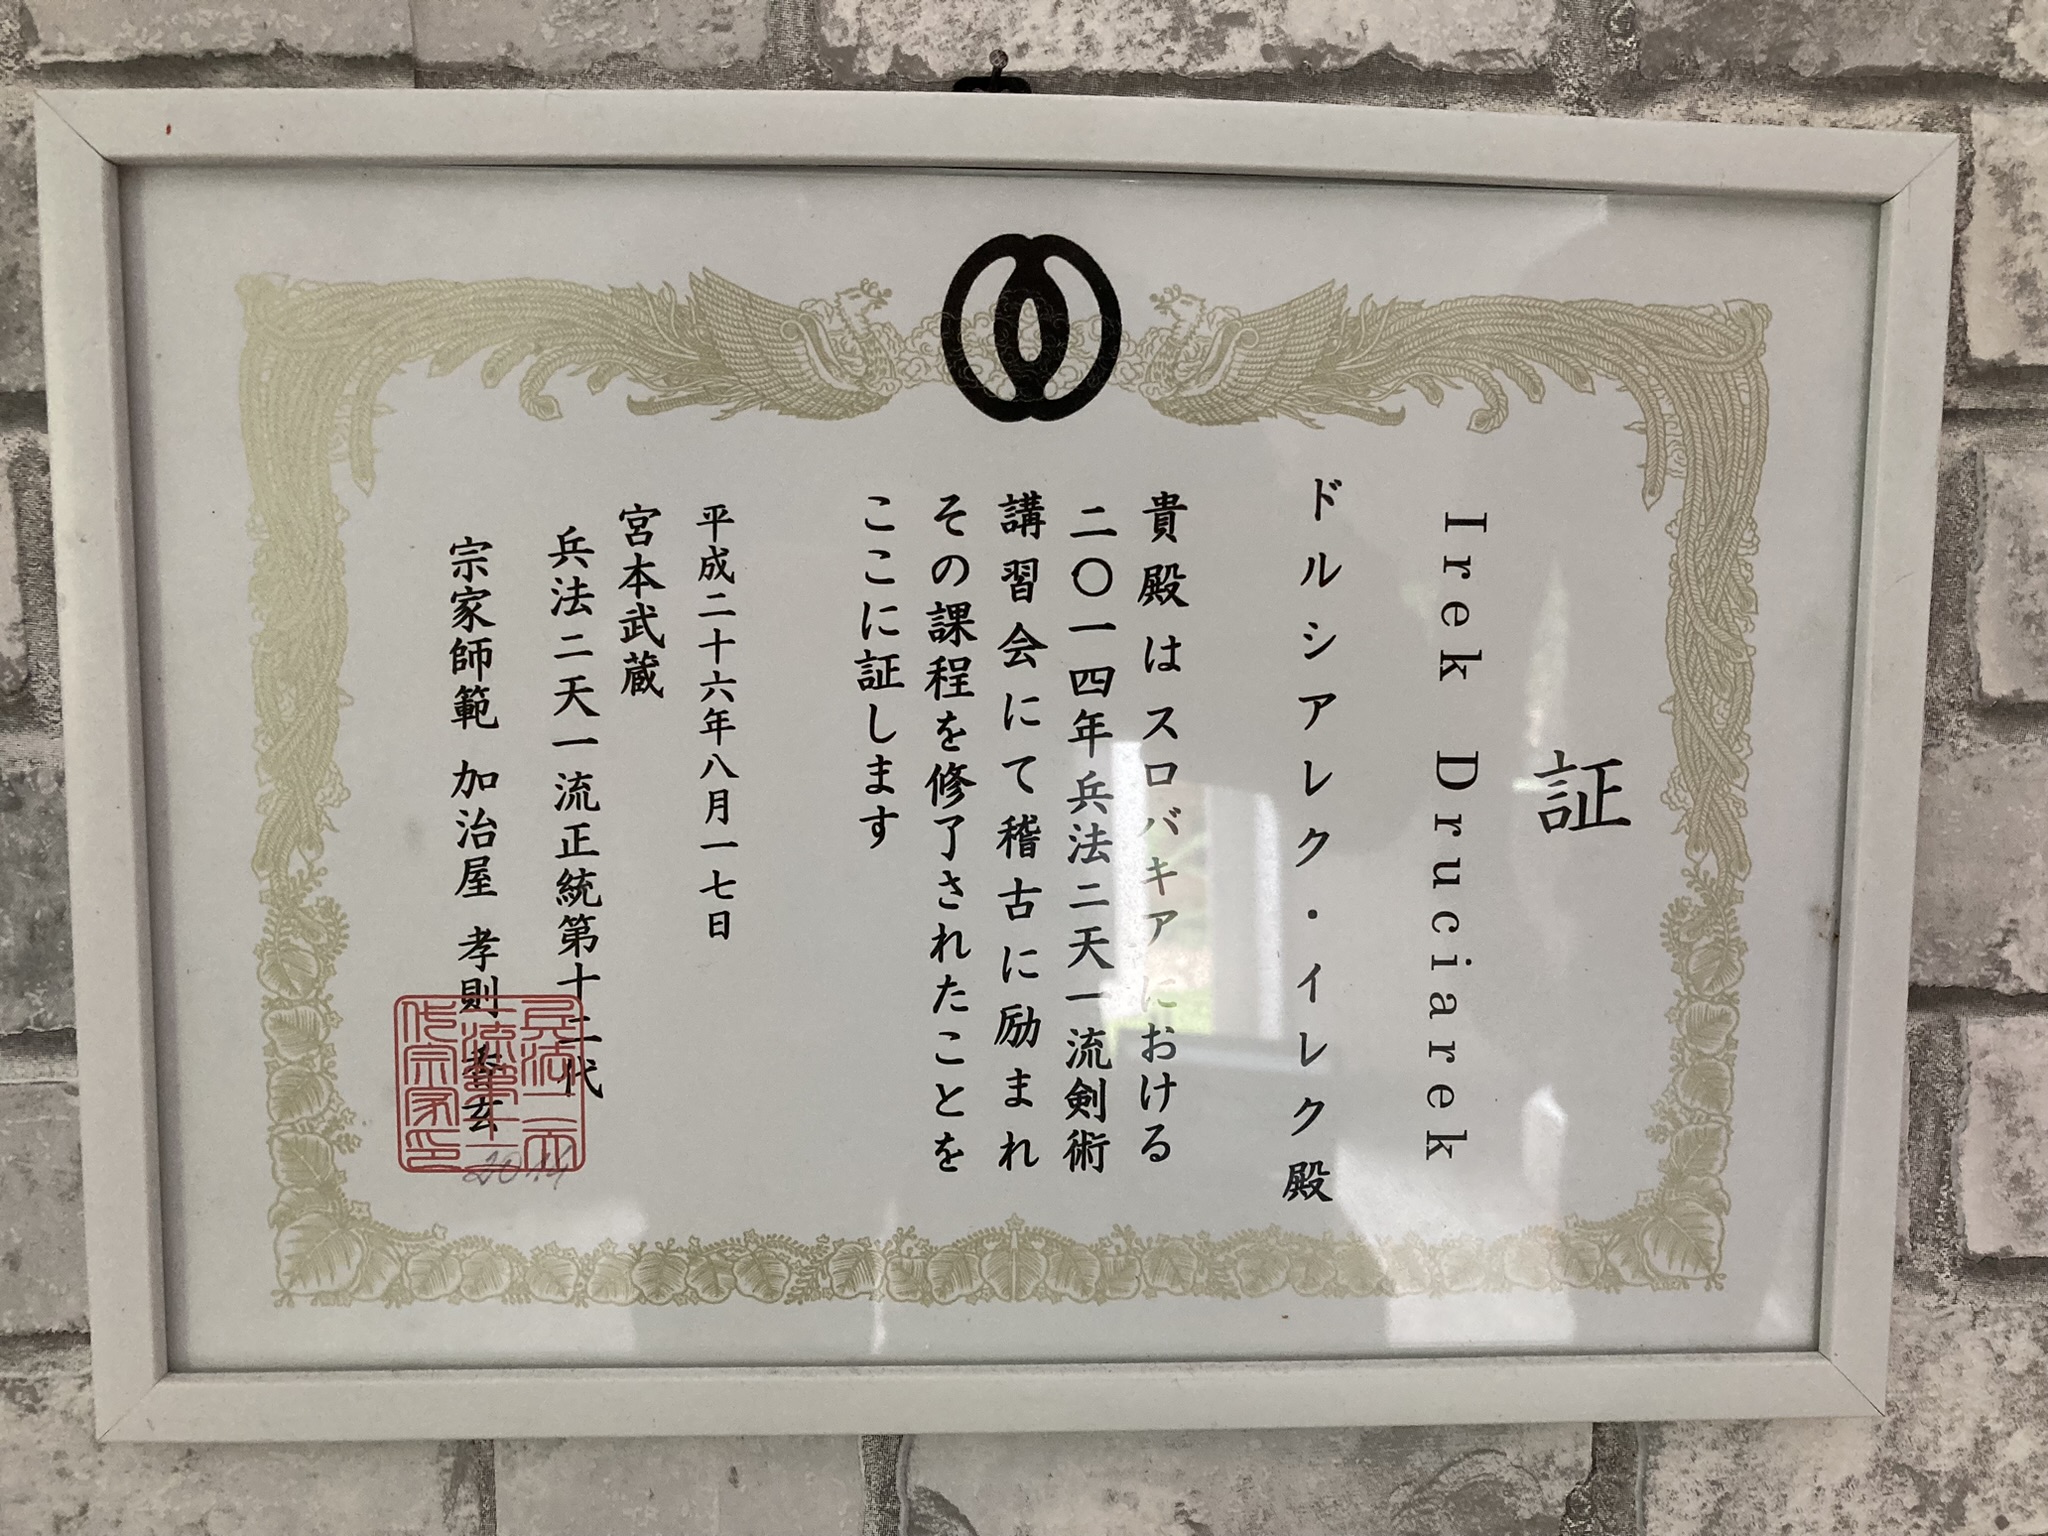 証
Irek Druciarek
ドルシアレク・イレク殿
貴殿はスロバキアにおける
二〇一四年兵法二天一流剣術
講習会にて稽古に励まれ
その課程を修了されたことを
ここに証します
平成二十六年八月一七日
宮本武蔵
兵法二天一流正統第十二代
宗家師範 加治屋 孝則
2014